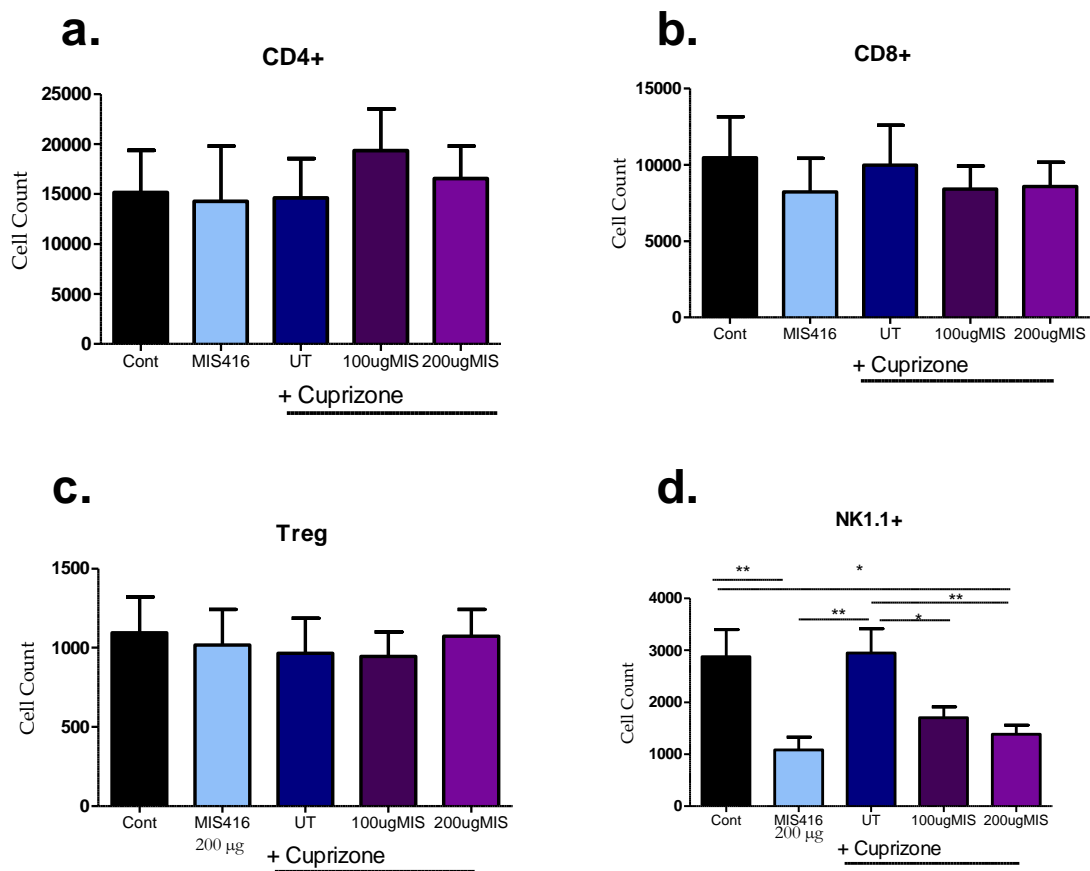 a.
CD4+
25000
20000
15000
10000
5000
0
Cell Count
Cont MIS416 UT 100ugMIS 200ugMIS
+ Cuprizone
b.
CD8+
15000
10000
5000
0
Cell Count
Cont MIS416 UT 100ugMIS 200ugMIS
+ Cuprizone
c.
Treg
1500
1000
500
0
Cell Count
Cont MIS416 UT 100ugMIS 200ugMIS
200 µg
+ Cuprizone
d.
NK1.1+
** *
**
** *
4000
3000
2000
1000
0
Cell Count
Cont MIS416 UT 100ugMIS 200ugMIS
200 µg
+ Cuprizone